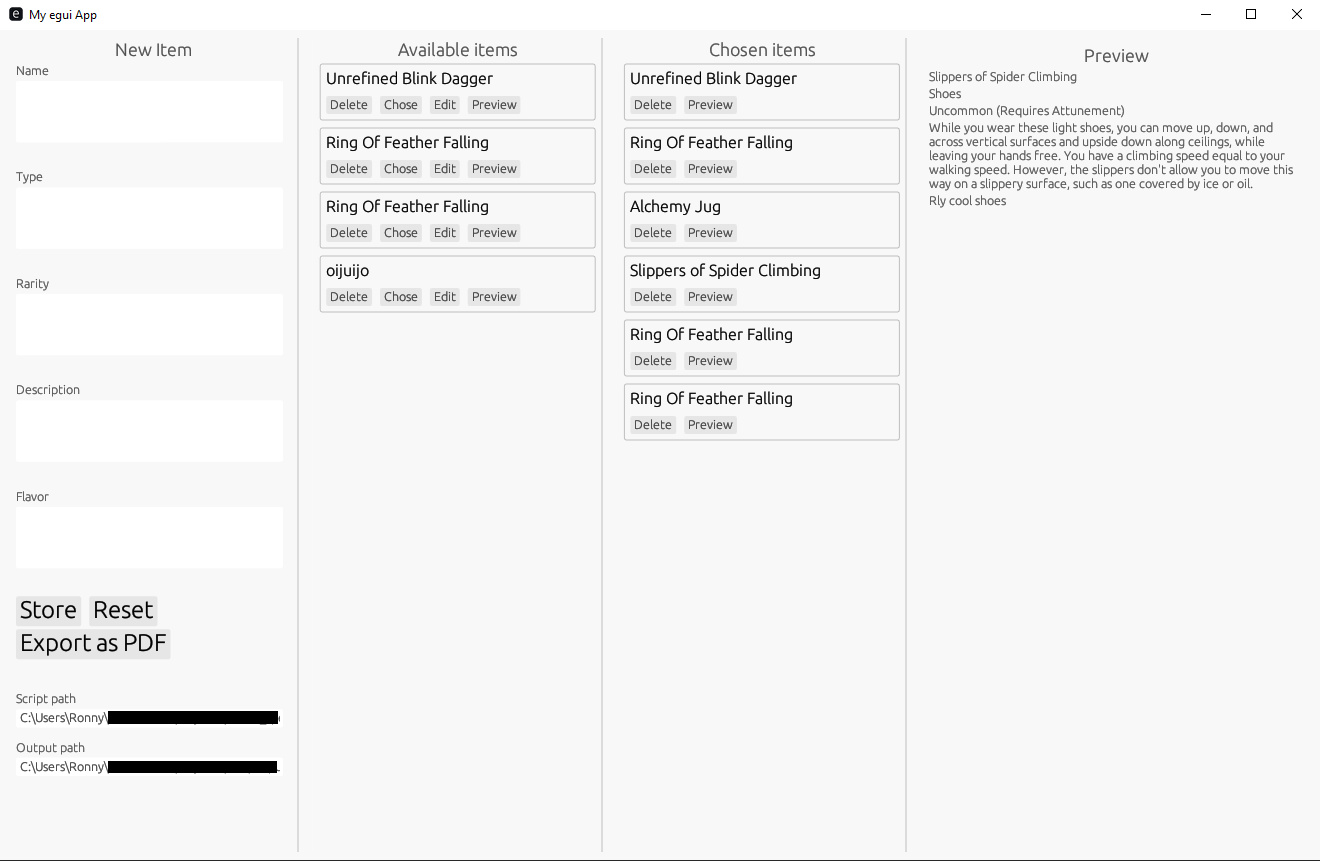 e My egui App
New Item
Name
Type
Rarity
Description
Flavor
Store Reset
Export as PDF
Script path
C:\Users\Ronny\
Output path
C:\Users\Ronny\
Available items
Unrefined Blink Dagger
Delete Chose Edit Preview
Ring Of Feather Falling
Delete Chose Edit Preview
Ring Of Feather Falling
Delete Chose Edit Preview
oijuijo
Delete Chose Edit Preview
Chosen items
Unrefined Blink Dagger
Delete Preview
Ring Of Feather Falling
Delete Preview
Alchemy Jug
Delete Preview
Slippers of Spider Climbing
Delete Preview
Ring Of Feather Falling
Delete Preview
Ring Of Feather Falling
Delete Preview
Preview
Slippers of Spider Climbing
Shoes
Uncommon (Requires Attunement)
While you wear these light shoes, you can move up, down, and
across vertical surfaces and upside down along ceilings, while
leaving your hands free. You have a climbing speed equal to your
walking speed. However, the slippers don't allow you to move this
way on a slippery surface, such as one covered by ice or oil.
Rly cool shoes